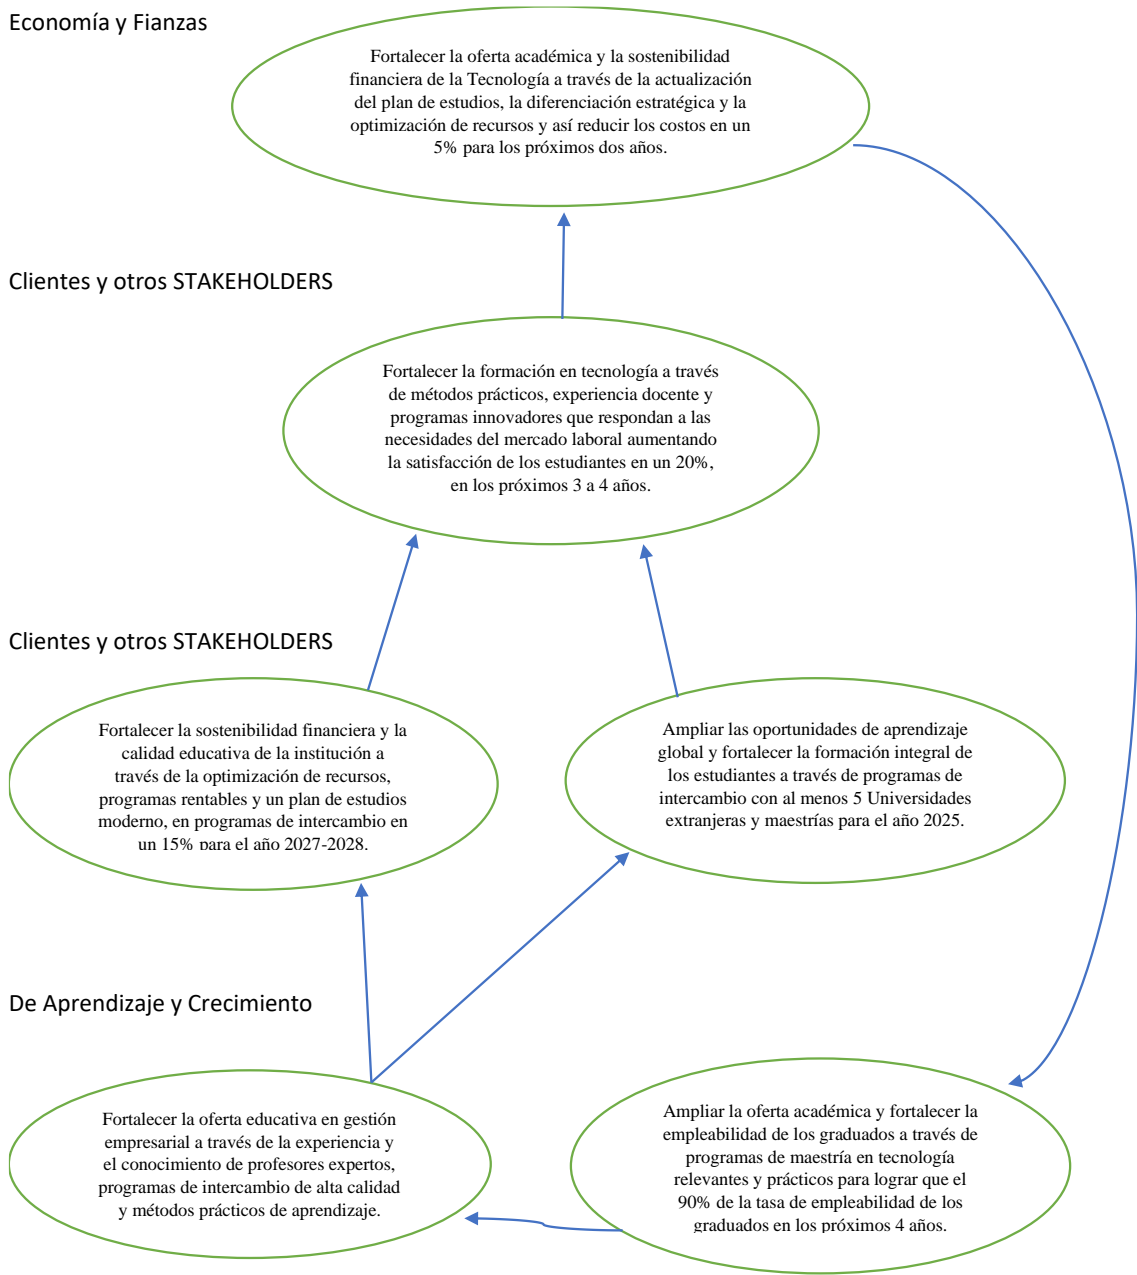 Economía y Fianzas
Fortalecer la oferta académica y la sostenibilidad
financiera de la Tecnología a través de la actualización
del plan de estudios, la diferenciación estratégica y la
optimización de recursos y así reducir los costos en un
5% para los próximos dos años.
Clientes y otros STAKEHOLDERS
Fortalecer la formación en tecnología a través
de métodos prácticos, experiencia docente y
programas innovadores que respondan a las
necesidades del mercado laboral aumentando
la satisfacción de los estudiantes en un 20%,
en los próximos 3 a 4 años.
Clientes y otros STAKEHOLDERS
Fortalecer la sostenibilidad financiera y la
calidad educativa de la institución a
través de la optimización de recursos,
programas rentables y un plan de estudios
moderno, en programas de intercambio en
un 15% para el año 2027-2028.
Ampliar las oportunidades de aprendizaje
global y fortalecer la formación integral de
los estudiantes a través de programas de
intercambio con al menos 5 Universidades
extranjeras y maestrías para el año 2025.
De Aprendizaje y Crecimiento
Fortalecer la oferta educativa en gestión
empresarial a través de la experiencia y
el conocimiento de profesores expertos,
programas de intercambio de alta calidad
y métodos prácticos de aprendizaje.
Ampliar la oferta académica y fortalecer la
empleabilidad de los graduados a través de
programas de maestría en tecnología
relevantes y prácticos para lograr que el
90% de la tasa de empleabilidad de los
graduados en los próximos 4 años.